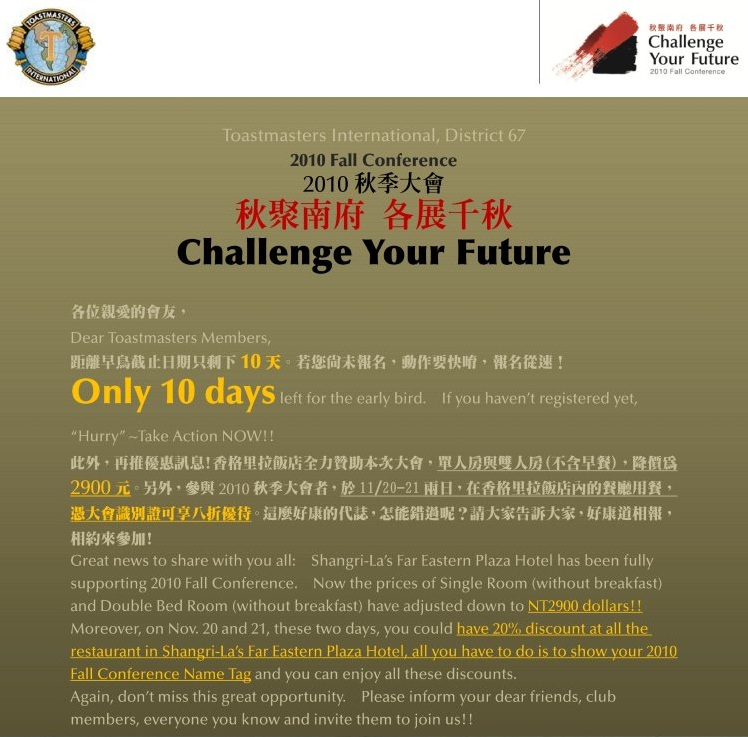 TOASTMASTERS
INTERNATIONAL
T
秋聚南府 各展千秋
Challenge
Your Future
2010 Fall Conference
Toastmasters International, District 67
2010 Fall Conference
2010 秋季大會
秋聚南府 各展千秋
Challenge Your Future
各位親愛的會友，
Dear Toastmasters Members,
距離早鳥截止日期只剩下 10 天。若您尚未報名，動作要快唷，報名從速！
Only 10 days left for the early bird. If you haven’t registered yet,
“Hurry” ~Take Action NOW!!
此外，再推優惠訊息!香格里拉飯店全力贊助本次大會，單人房與雙人房(不含早餐)，降價為
2900 元。另外，參與 2010 秋季大會者，於 11/20-21 兩日，在香格里拉飯店內的餐廳用餐，
憑大會識別證可享八折優待。這麼好康的代誌，怎能錯過呢？請大家告訴大家，好康道相報，
相約來參加!
Great news to share with you all: Shangri-La’s Far Eastern Plaza Hotel has been fully
supporting 2010 Fall Conference. Now the prices of Single Room (without breakfast)
and Double Bed Room (without breakfast) have adjusted down to NT2900 dollars!!
Moreover, on Nov. 20 and 21, these two days, you could have 20% discount at all the
restaurant in Shangri-La’s Far Eastern Plaza Hotel, all you have to do is to show your 2010
Fall Conference Name Tag and you can enjoy all these discounts.
Again, don’t miss this great opportunity. Please inform your dear friends, club
members, everyone you know and invite them to join us!!